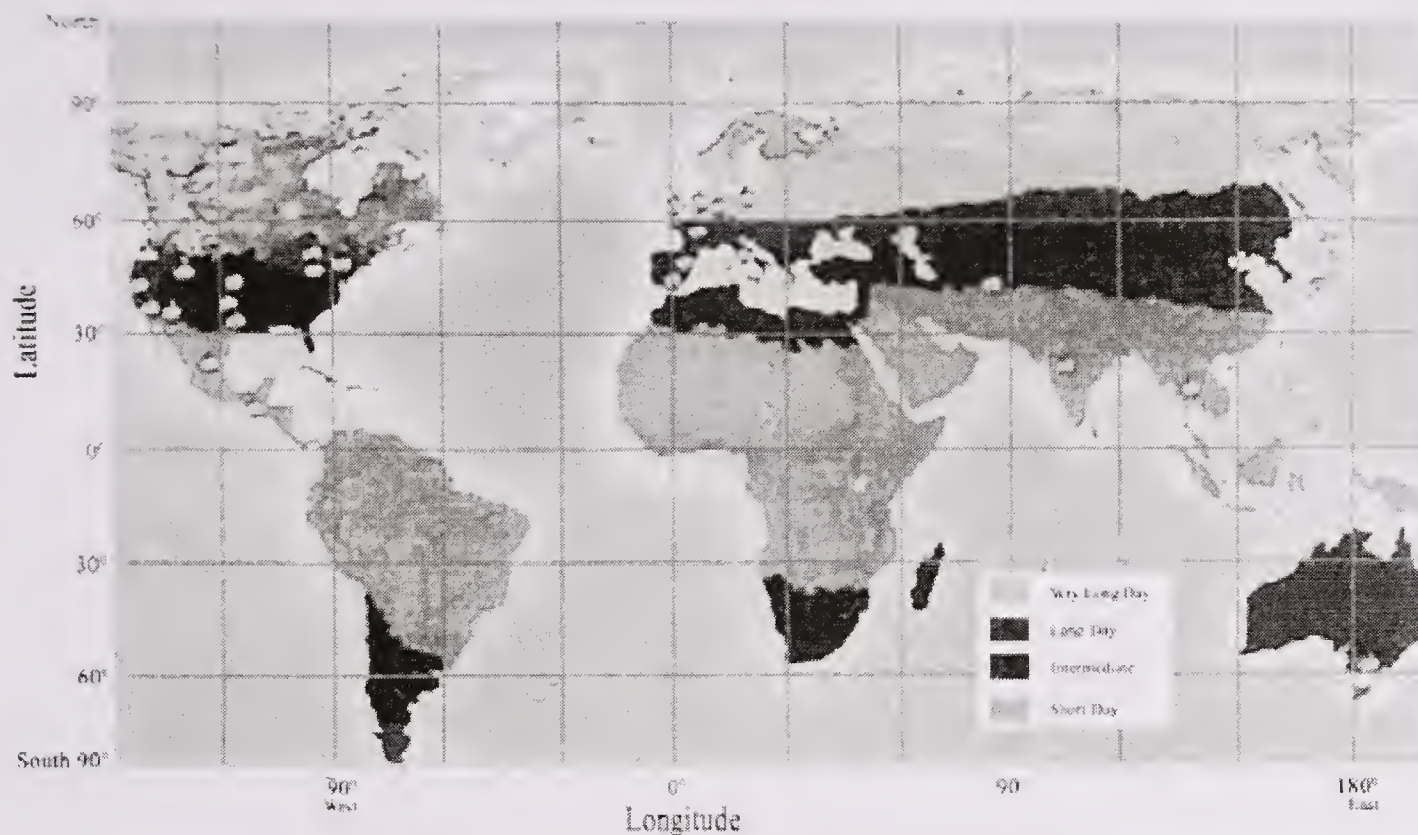 North
90°
60°
30°
0°
30°
60°
South 90°
Latitude
90°
West
0°
90
180°
East
Longitude
Very Long Day
Long Day
Intermediate
Short Day